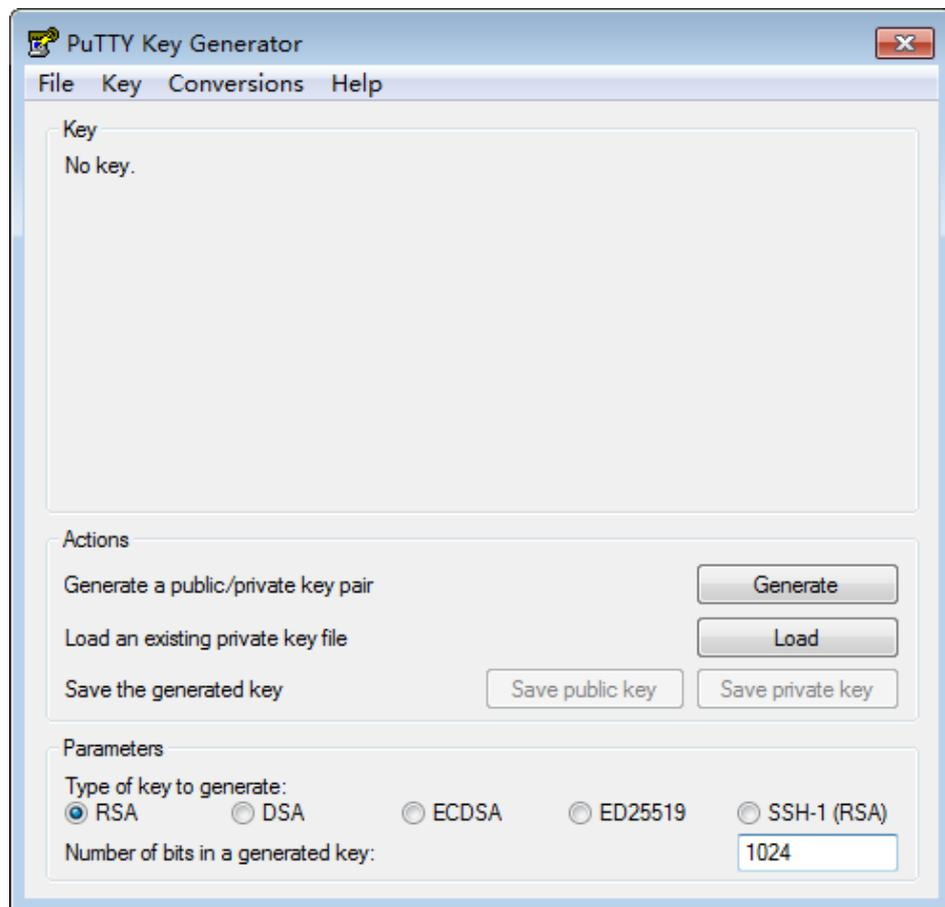 PuTTY Key Generator
File Key Conversions Help
Key
No key.
Actions
Generate a public/private key pair Generate
Load an existing private key file Load
Save the generated key Save public key Save private key
Parameters
Type of key to generate:
RSA DSA ECDSA ED25519 SSH-1 (RSA)
Number of bits in a generated key: 1024